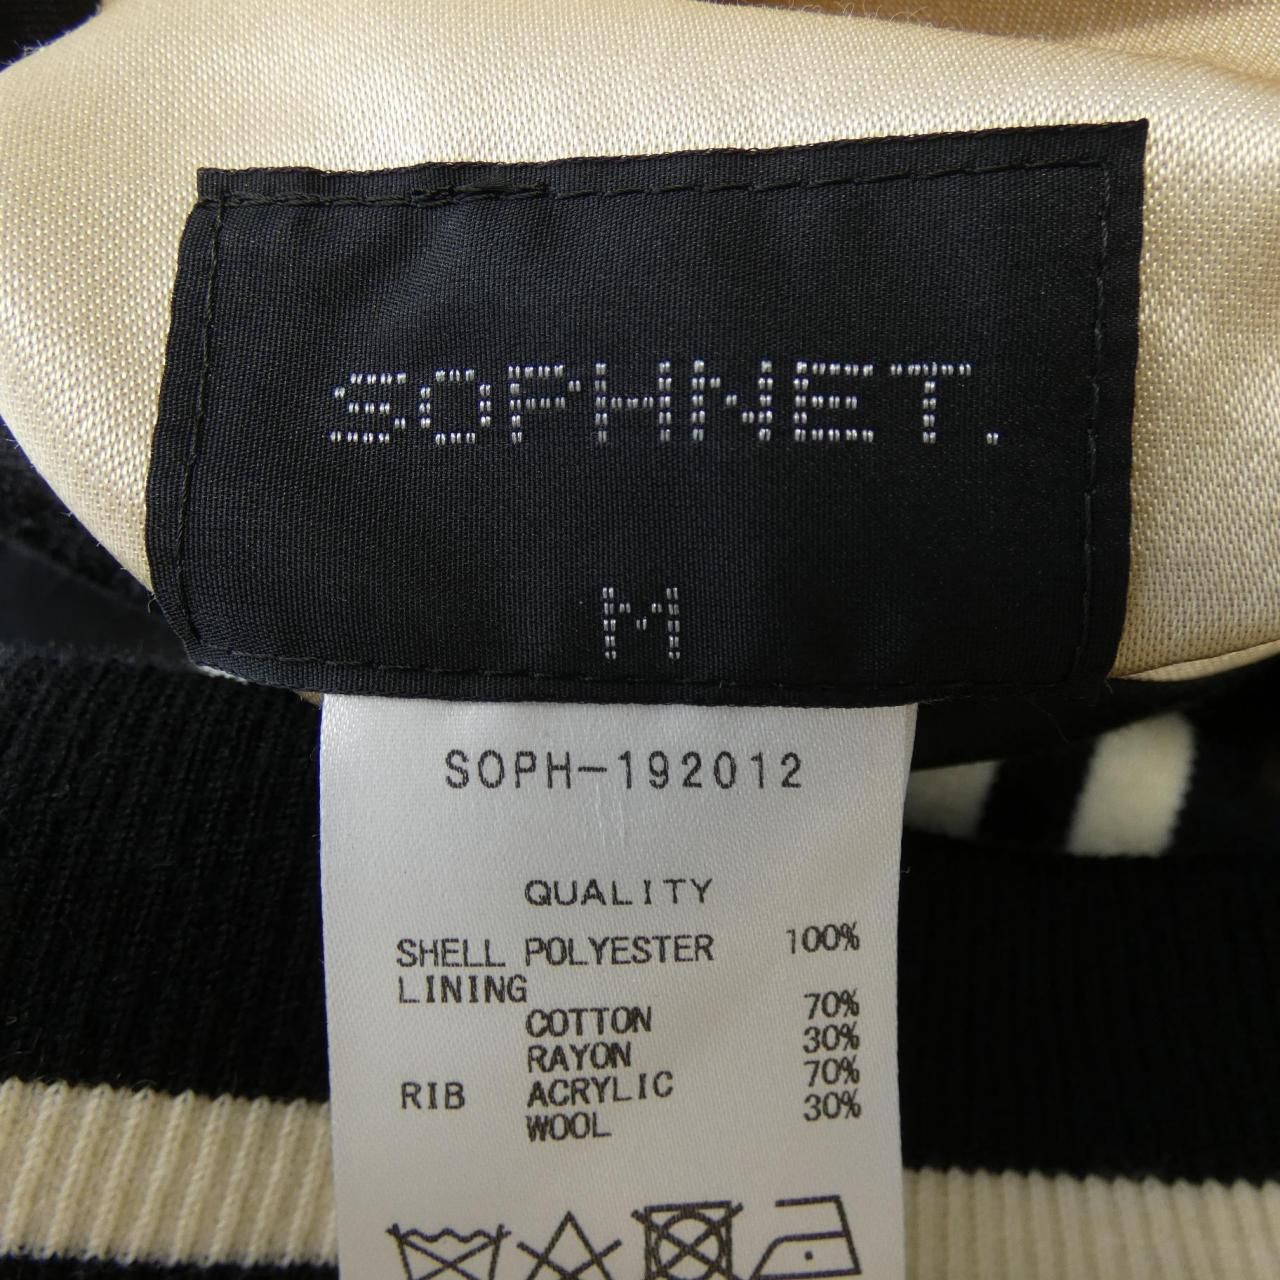 SOPHNET.
M
SOPH-192012
QUALITY
SHELL POLYESTER 100%
LINING
COTTON 70%
RAYON 30%
RIB ACRYLIC 70%
WOOL 30%